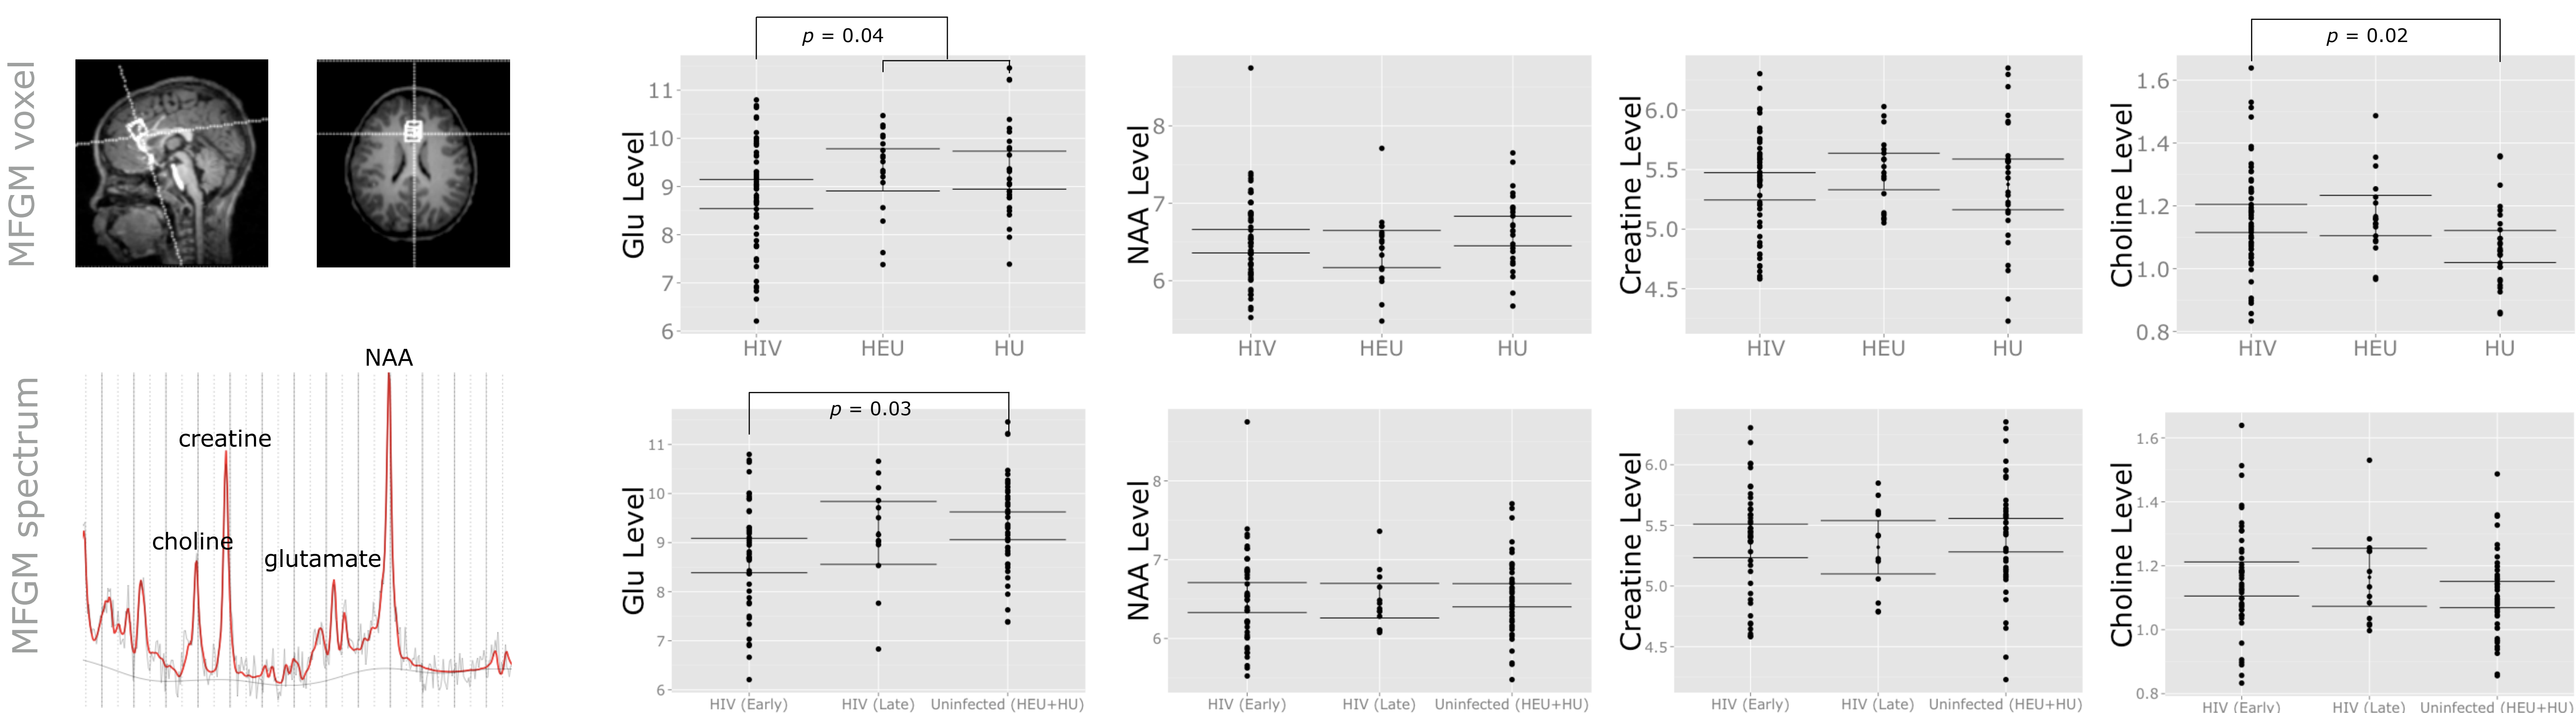 MFGM voxel
p = 0.04
Glu Level
11
10
9
8
7
6
HIV HEU HU
NAA Level
8
7
6
HIV HEU HU
Creatine Level
6.0
5.5
5.0
4.5
HIV HEU HU
p = 0.02
Choline Level
1.6
1.4
1.2
1.0
0.8
HIV HEU HU
MFGM spectrum
NAA
creatine
choline
glutamate
p = 0.03
Glu Level
11
10
9
8
7
6
HIV (Early) HIV (Late) Uninfected (HEU+HU)
NAA Level
8
7
6
HIV (Early) HIV (Late) Uninfected (HEU+HU)
Creatine Level
6.0
5.5
5.0
4.5
HIV (Early) HIV (Late) Uninfected (HEU+HU)
Choline Level
1.6
1.4
1.2
1.0
0.8
HIV (Early) HIV (Late) Uninfected (HEU+HU)